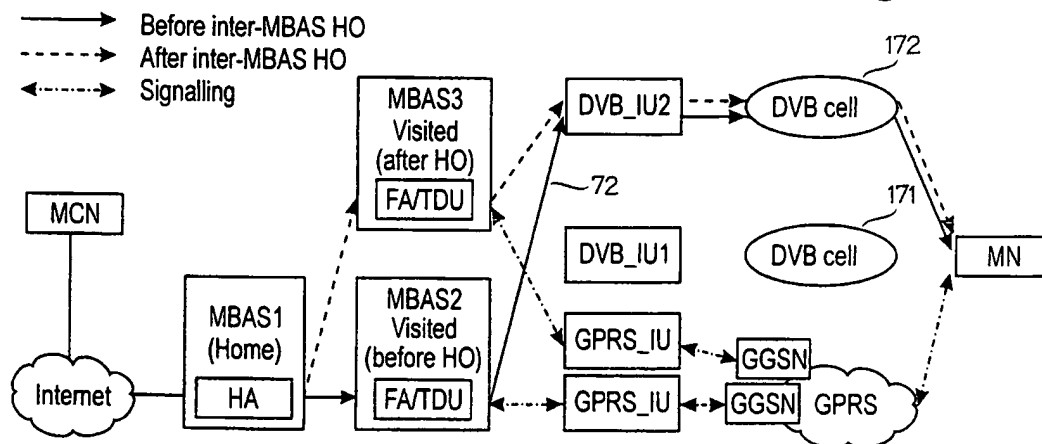 Before inter-MBAS HO
After inter-MBAS HO
Signalling
172
MBAS3
Visited
(after HO)
FA/TDU
DVB_IU2
DVB cell
72
171
MCN
DVB_IU1
DVB cell
MN
MBAS1
(Home)
HA
MBAS2
Visited
(before HO)
FA/TDU
GPRS_IU
GGSN
Internet
GPRS_IU
GGSN
GPRS